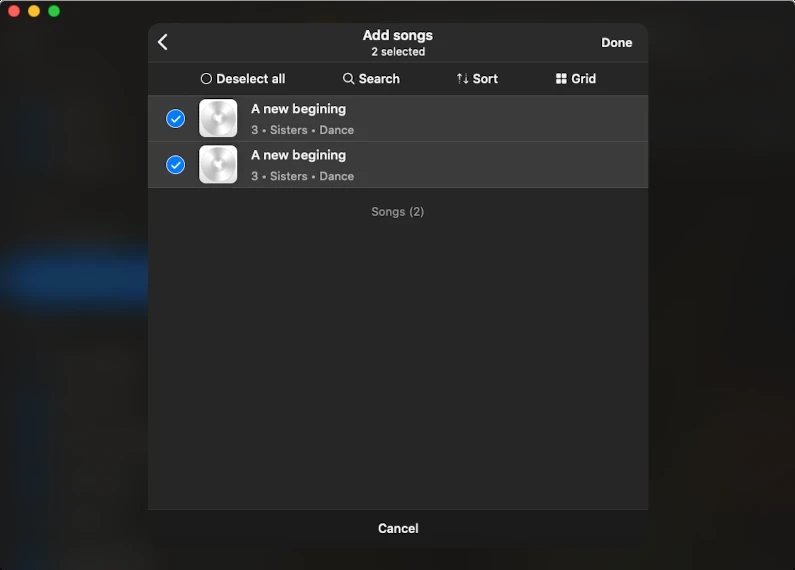 Add songs
2 selected
Done
Deselect all
Search
Sort
Grid
A new begining
3 • Sisters • Dance
A new begining
3 • Sisters • Dance
Songs (2)
Cancel